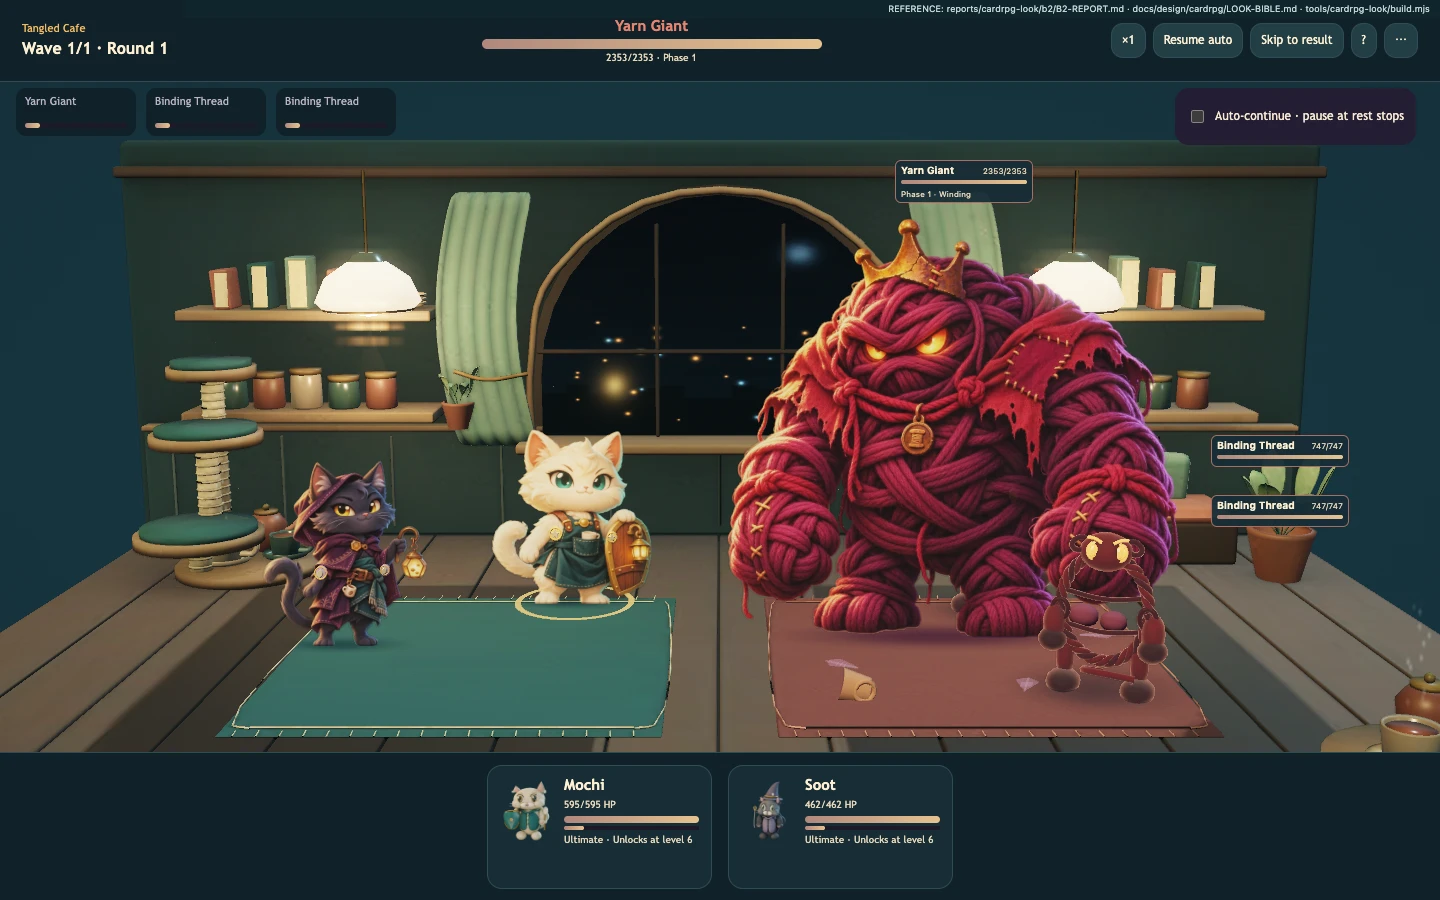 REFERENCE: reports/cardrpg-look/b2/B2-REPORT.md · docs/design/cardrpg/LOOK-BIBLE.md · tools/cardrpg-look/build.mjs
Tangled Cafe
Wave 1/1 · Round 1
Yarn Giant
2353/2353 · Phase 1
×1
Resume auto
Skip to result
?
···
Yarn Giant
Binding Thread
Binding Thread
Auto-continue · pause at rest stops
Yarn Giant 2353/2353
Phase 1 · Winding
Binding Thread 747/747
Binding Thread 747/747
Mochi
595/595 HP
Ultimate · Unlocks at level 6
Soot
462/462 HP
Ultimate · Unlocks at level 6